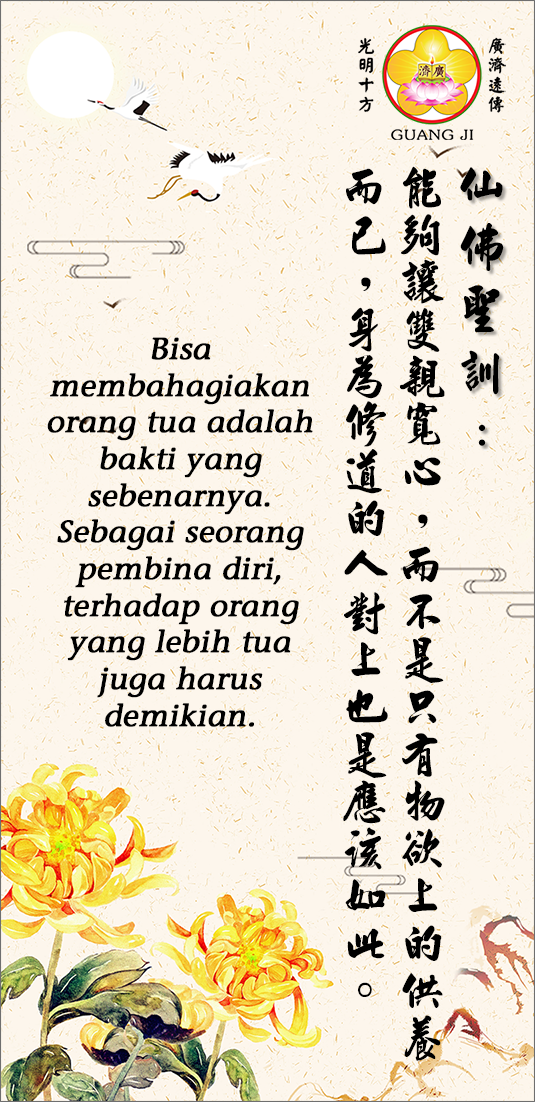 光明十方
廣濟
廣濟遠傳
GUANG JI
仙佛聖訓：
能夠讓雙親寬心，而不是只有物欲上的供養
而已，身為修道的人對上也是應該如此。
Bisa
membahagiakan
orang tua adalah
bakti yang
sebenarnya.
Sebagai seorang
pembina diri,
terhadap orang
yang lebih tua
juga harus
demikian.